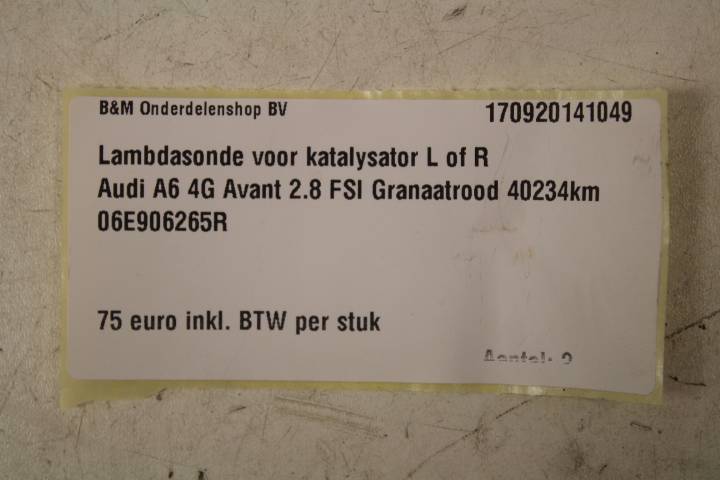 B&M Onderdelenshop BV 170920141049
Lambdasonde voor katalysator L of R
Audi A6 4G Avant 2.8 FSI Granaatrood 40234km
06E906265R
75 euro inkl. BTW per stuk
Aantal: